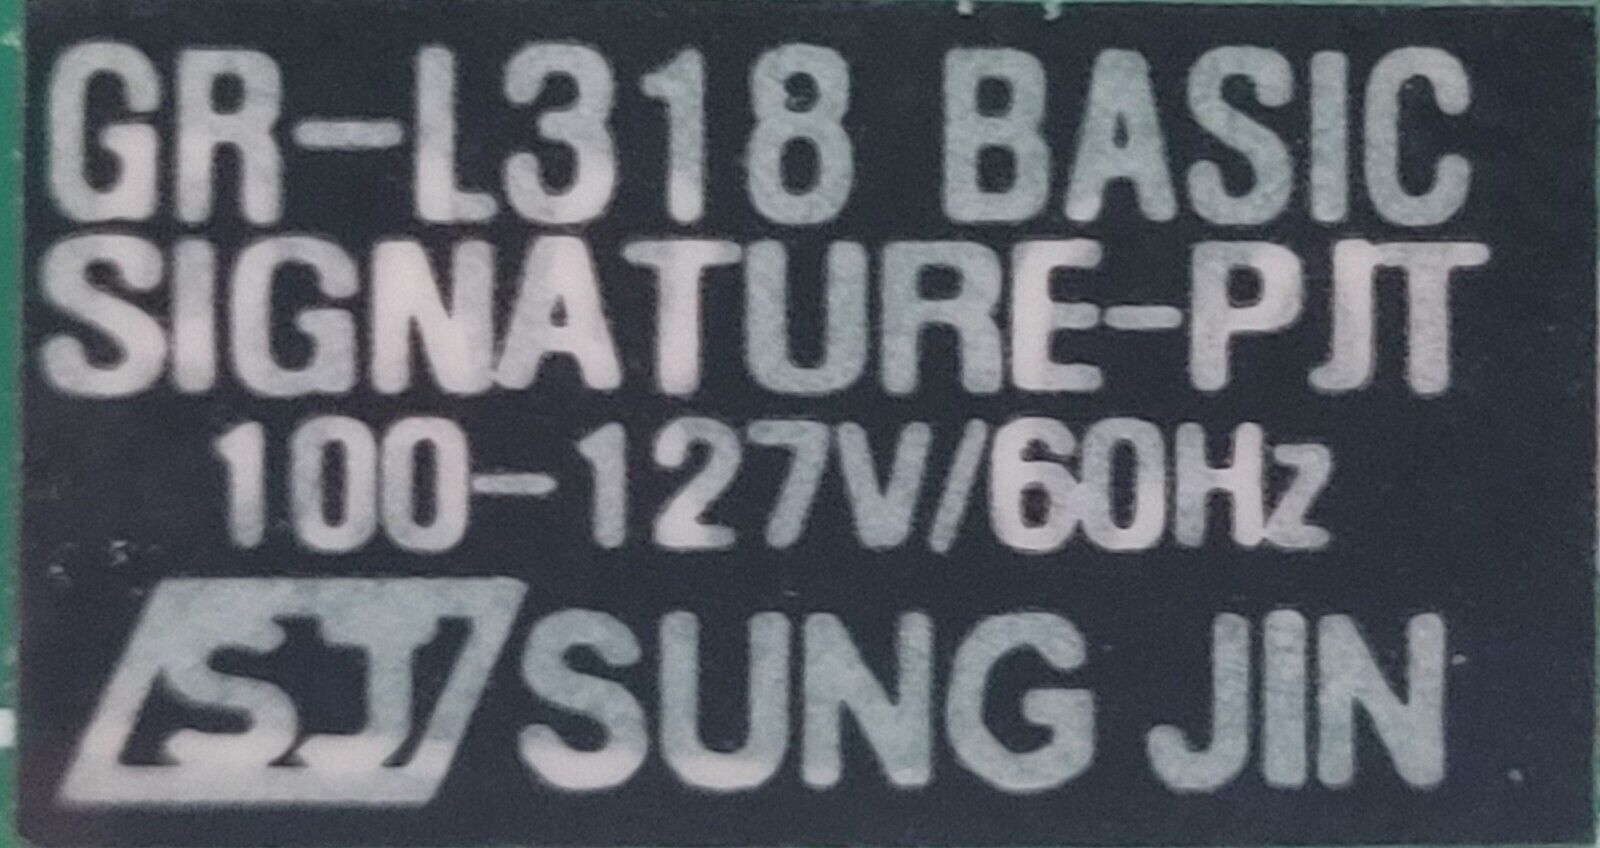 GR-L318 BASIC
SIGNATURE-PJT
100-127V/60Hz
SJ SUNG JIN